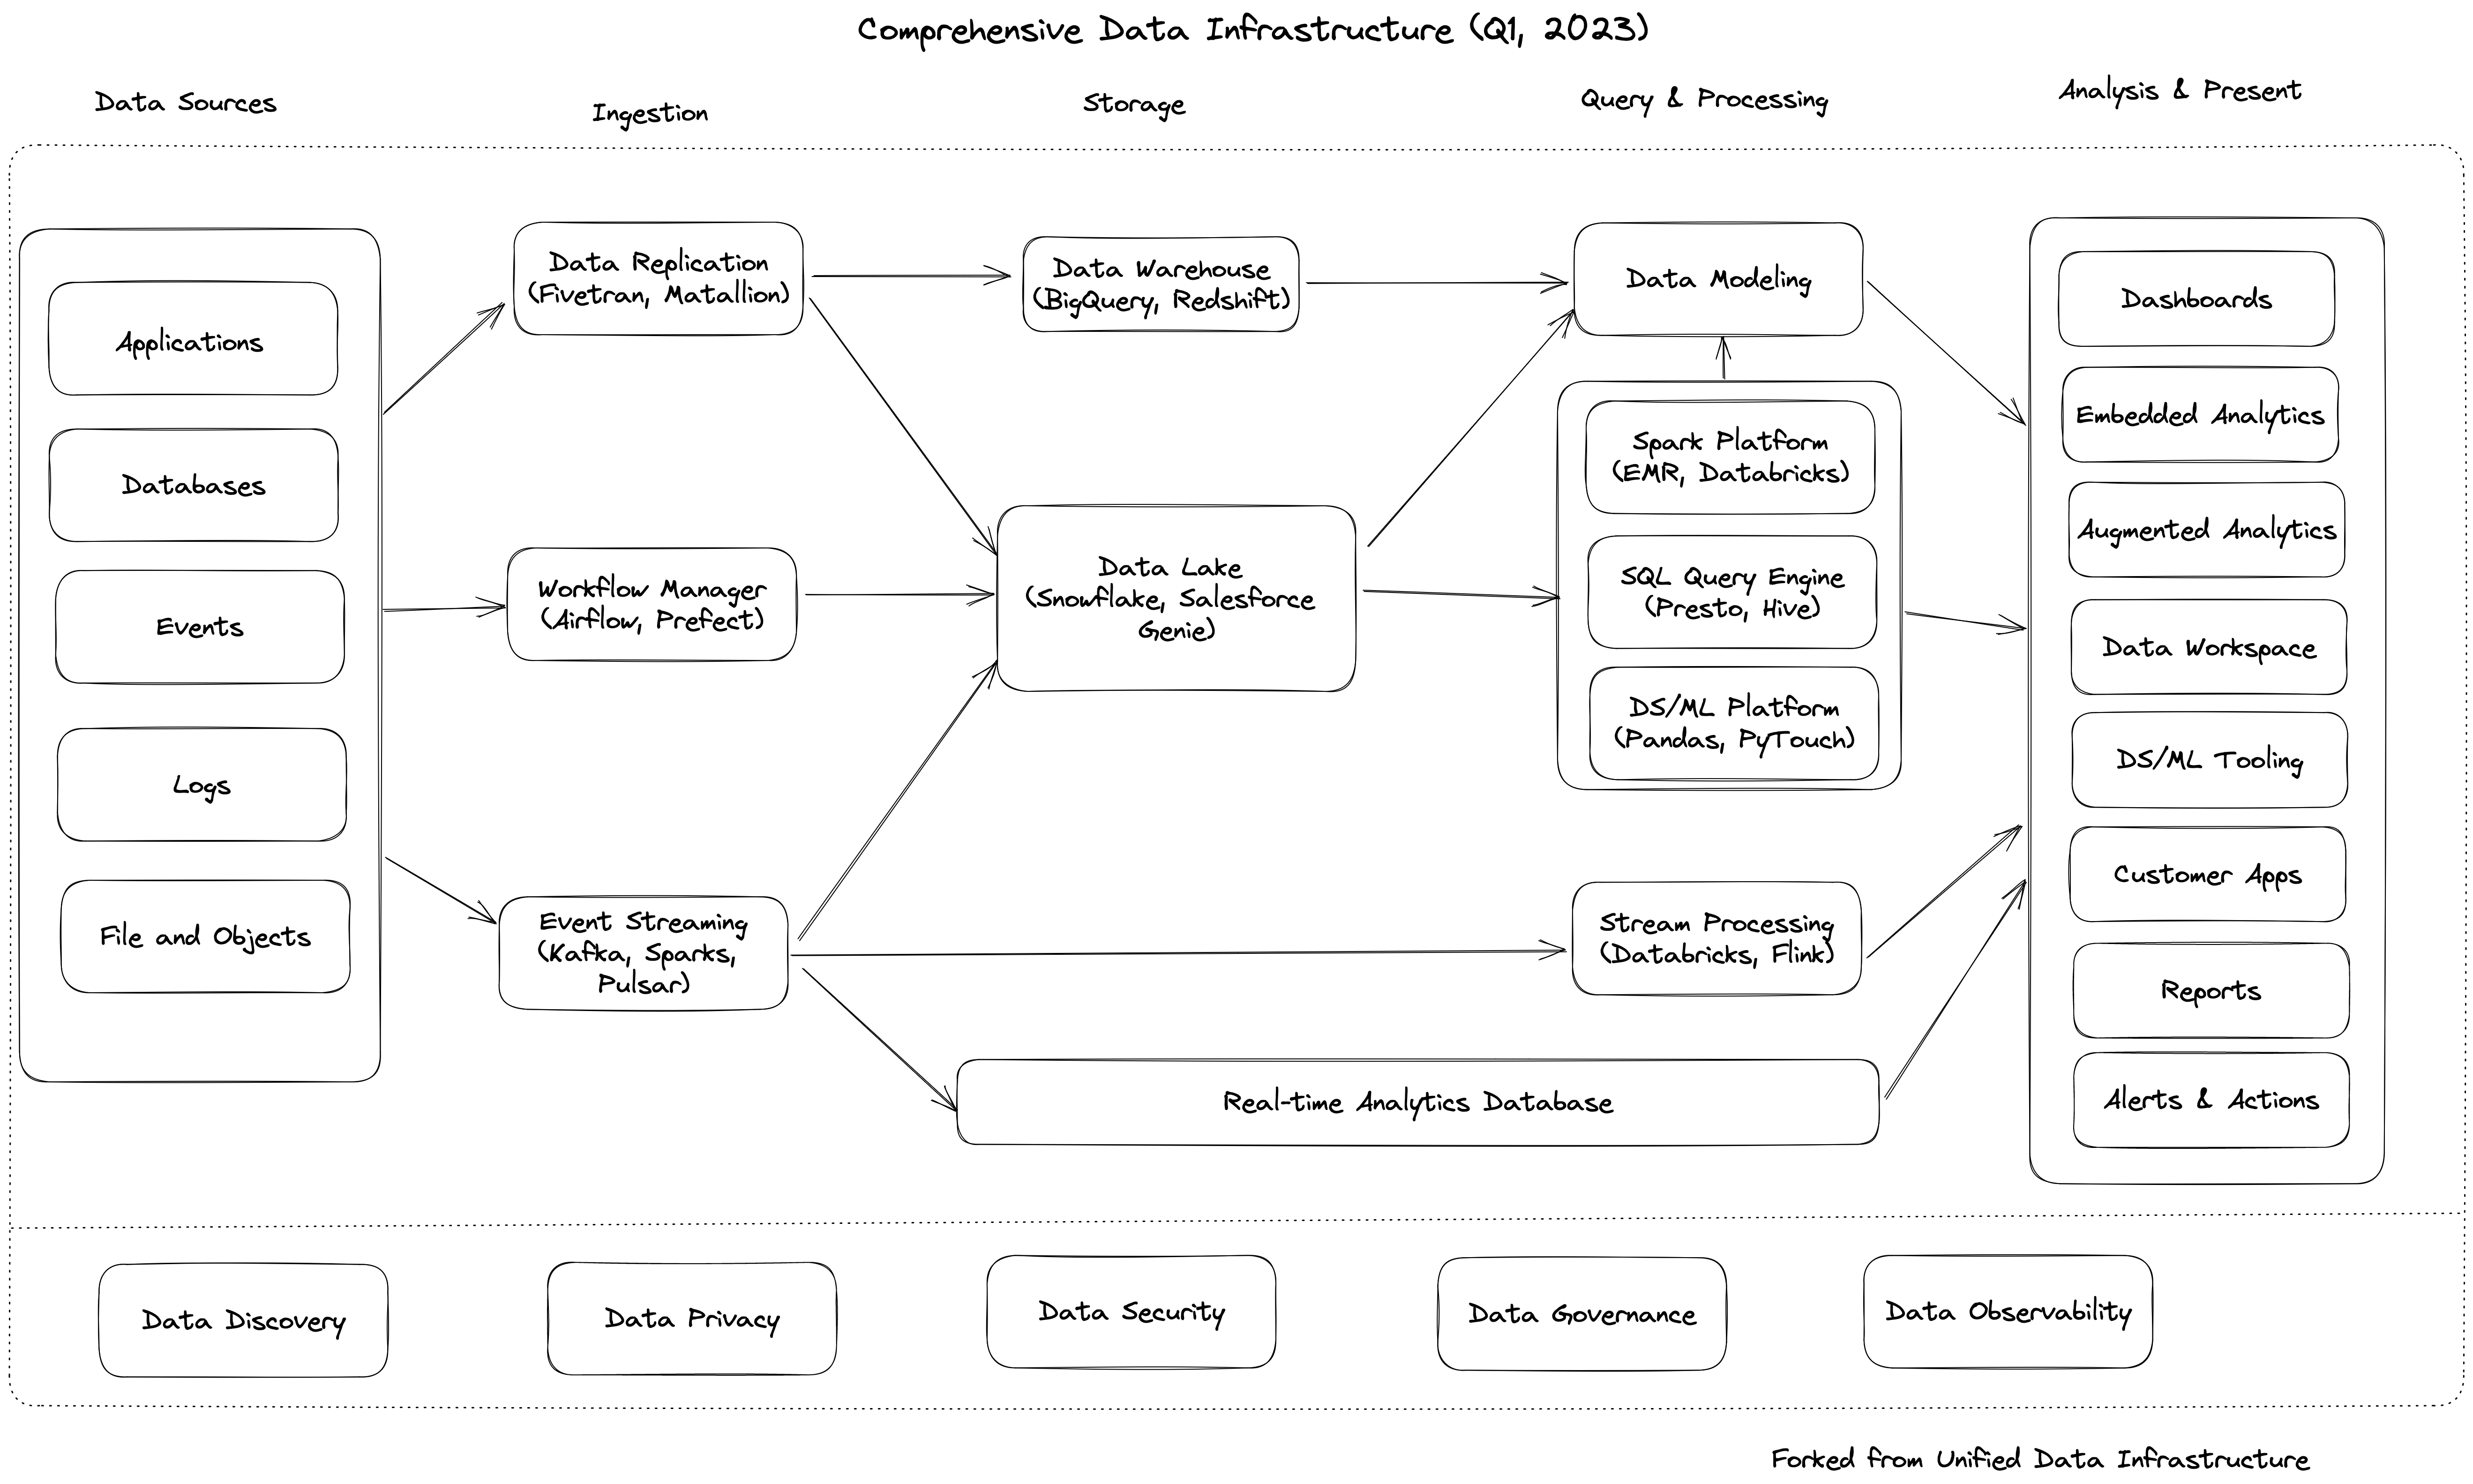 Comprehensive Data Infrastructure (Q1, 2023)
Data Sources
Ingestion
Storage
Query & Processing
Analysis & Present
Applications
Databases
Events
Logs
File and Objects
Data Replication
(Fivetran, Matallion)
Workflow Manager
(Airflow, Prefect)
Event Streaming
(Kafka, Sparks,
Pulsar)
Data Warehouse
(BigQuery, Redshift)
Data Lake
(Snowflake, Salesforce
Genie)
Data Modeling
Spark Platform
(EMR, Databricks)
SQL Query Engine
(Presto, Hive)
DS/ML Platform
(Pandas, PyTouch)
Stream Processing
(Databricks, Flink)
Real-time Analytics Database
Dashboards
Embedded Analytics
Augmented Analytics
Data Workspace
DS/ML Tooling
Customer Apps
Reports
Alerts & Actions
Data Discovery
Data Privacy
Data Security
Data Governance
Data Observability
Forked from Unified Data Infrastructure